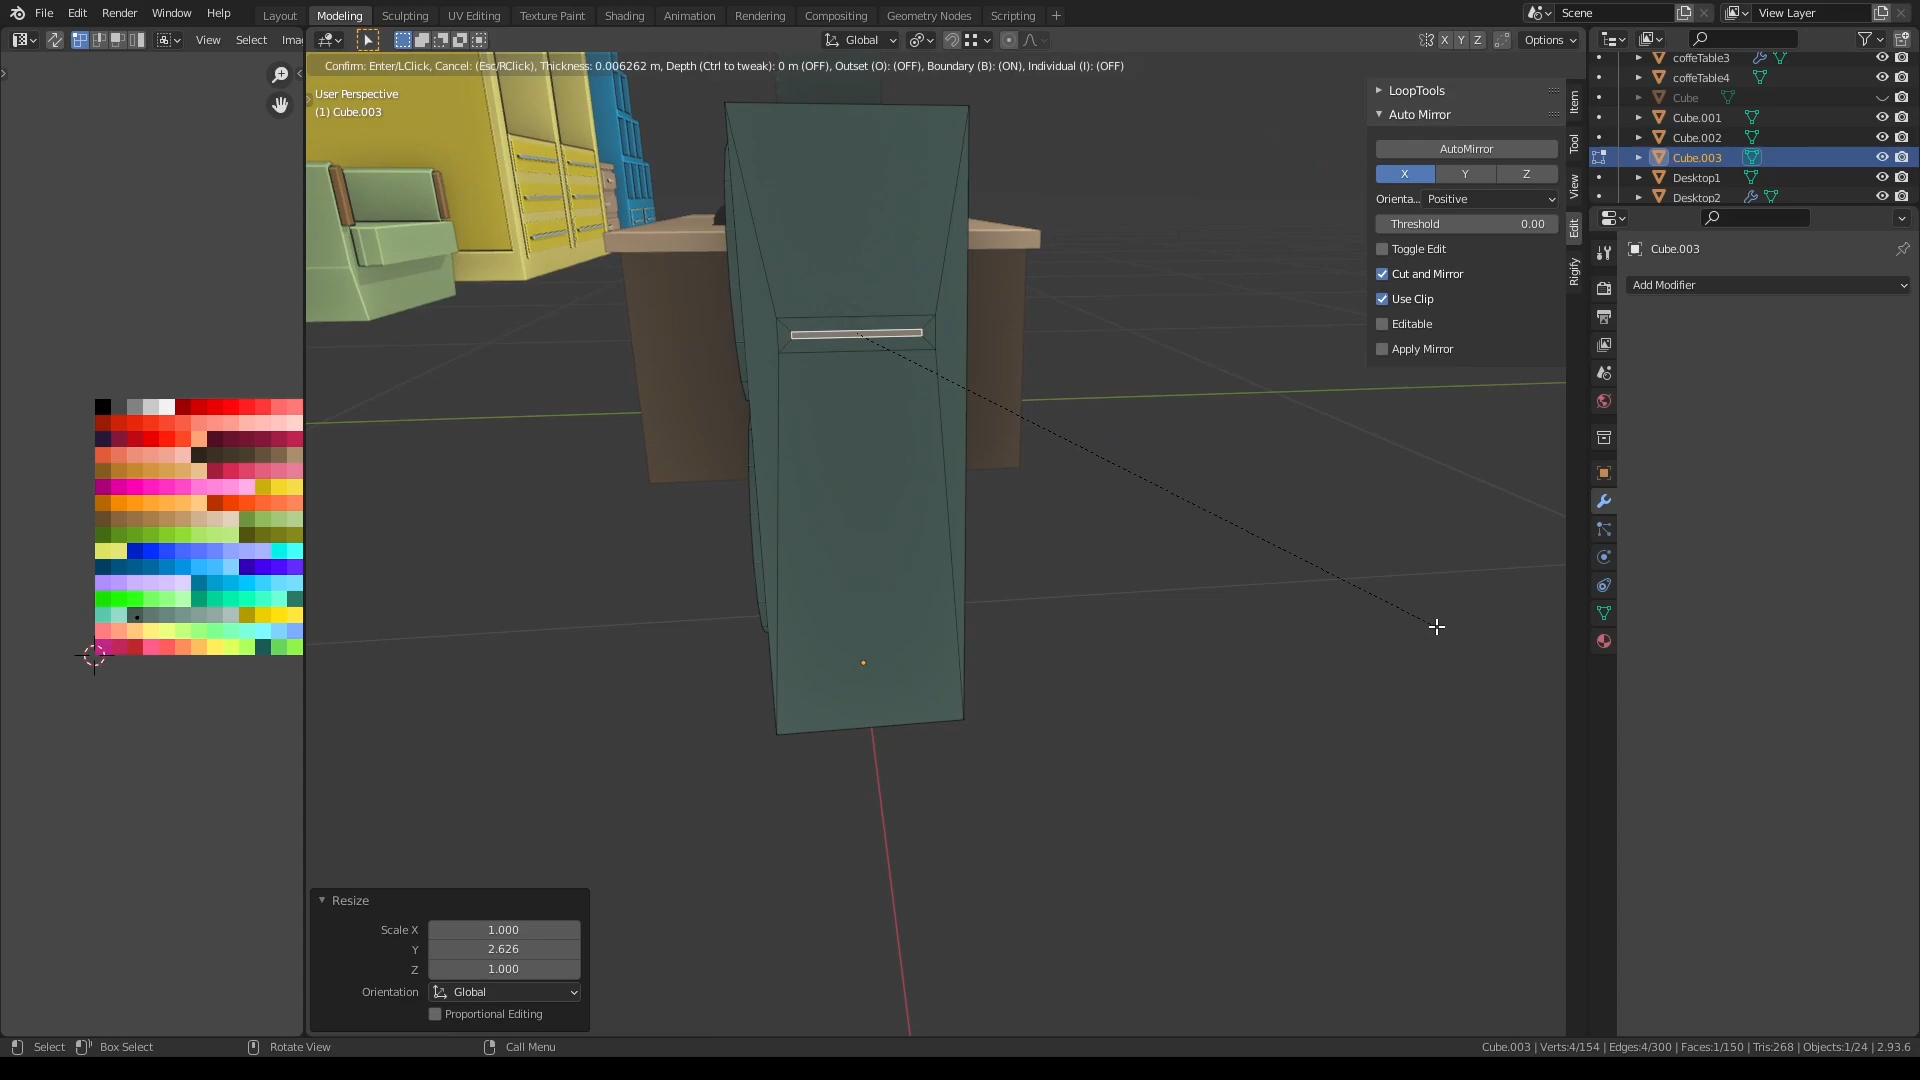 File Edit Render Window Help
Layout Modeling Sculpting UV Editing Texture Paint Shading Animation Rendering Compositing Geometry Nodes Scripting +
Scene
View Layer
View Select Ima
Global
X Y Z
Options
Confirm: Enter/LClick, Cancel: (Esc/RClick), Thickness: 0.006262 m, Depth (Ctrl to tweak): 0 m (OFF), Outset (O): (OFF), Boundary (B): (ON), Individual (I): (OFF)
User Perspective
(1) Cube.003
LoopTools
Auto Mirror
AutoMirror
X Y Z
Orienta... Positive
Threshold 0.00
Toggle Edit
Cut and Mirror
Use Clip
Editable
Apply Mirror
Item
Tool
View
Edit
Rigify
coffeTable3
coffeTable4
Cube
Cube.001
Cube.002
Cube.003
Desktop1
Desktop2
Cube.003
Add Modifier
Resize
Scale X 1.000
Y 2.626
Z 1.000
Orientation Global
Proportional Editing
Select Box Select Rotate View Call Menu
Cube.003 | Verts:4/154 | Edges:4/300 | Faces:1/150 | Tris:268 | Objects:1/24 | 2.93.6